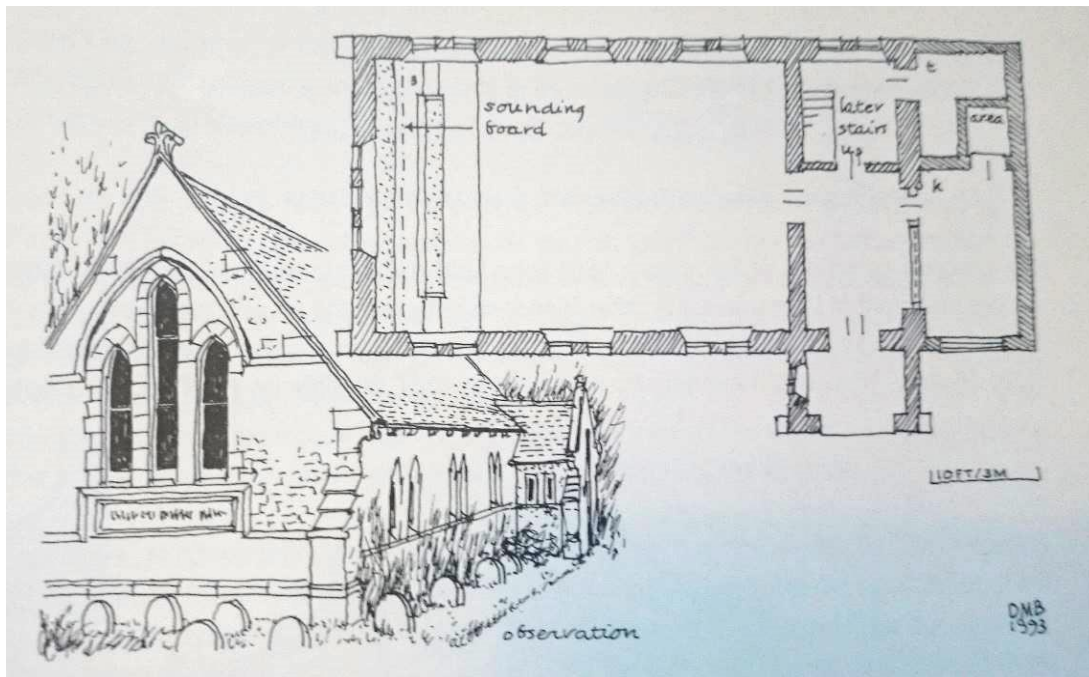 s
sounding
board
later
stairs
up
t
area
k
10FT/3M
observation
DMB
1993